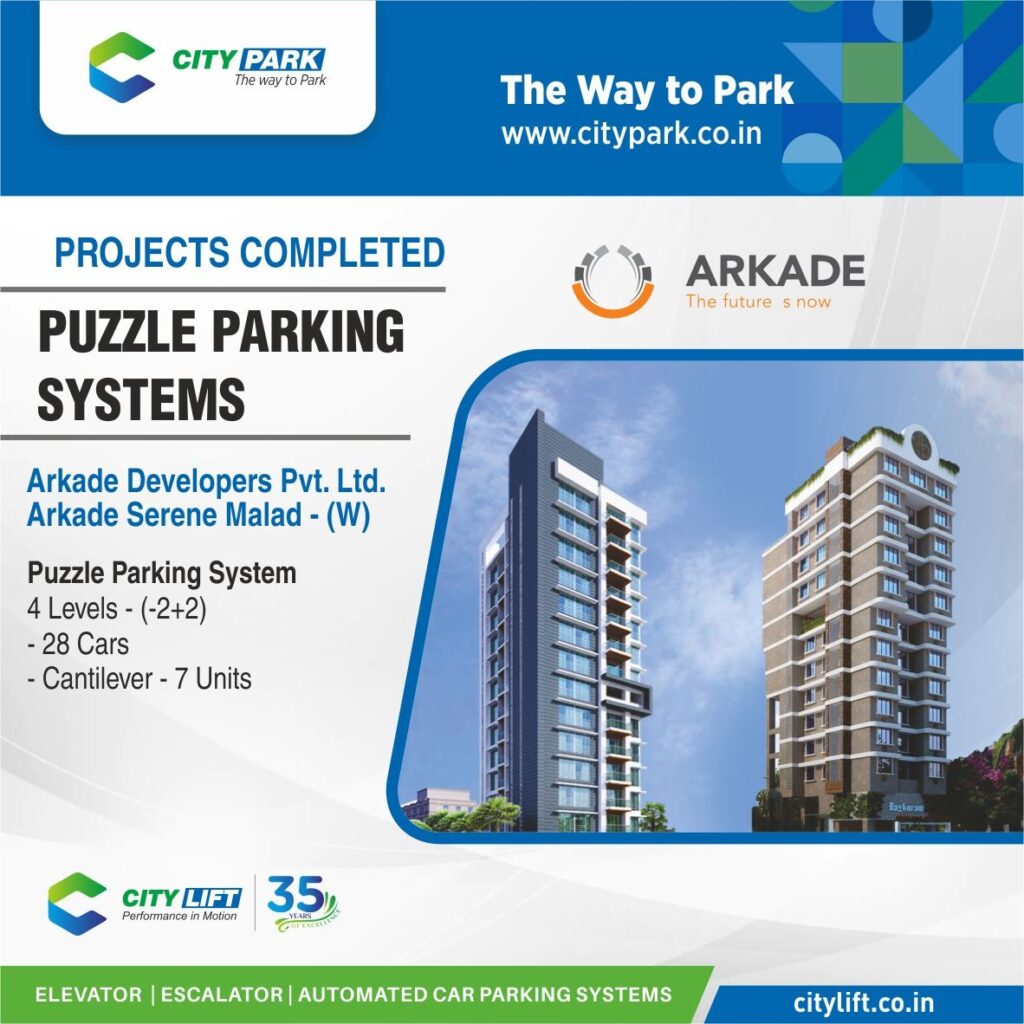 CITY PARK
The way to Park
The Way to Park
www.citypark.co.in
PROJECTS COMPLETED
ARKADE
The future s now
PUZZLE PARKING
SYSTEMS
Arkade Developers Pvt. Ltd.
Arkade Serene Malad - (W)
Puzzle Parking System
4 Levels - (-2+2)
- 28 Cars
- Cantilever - 7 Units
CITY LIFT
Performance in Motion
35
YEARS
OF EXCELLENCE
ELEVATOR | ESCALATOR | AUTOMATED CAR PARKING SYSTEMS
citylift.co.in